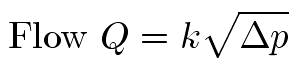 Flow Q = k√Δp